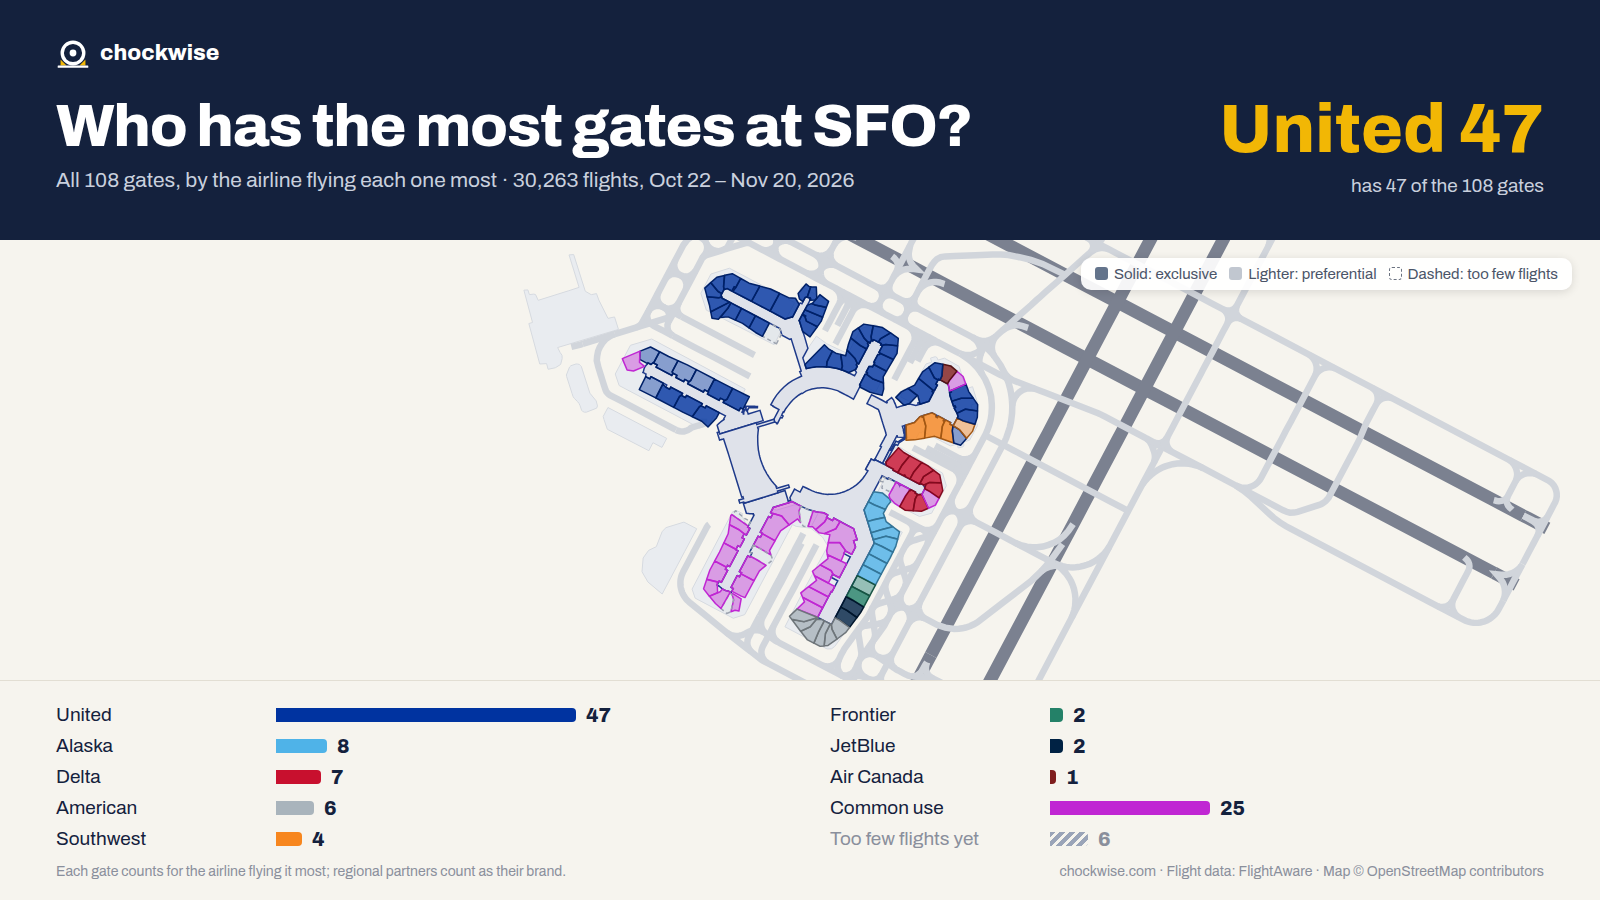 chockwise
Who has the most gates at SFO?
All 108 gates, by the airline flying each one most · 30,263 flights, Oct 22 – Nov 20, 2026
United 47
has 47 of the 108 gates
Solid: exclusive
Lighter: preferential
Dashed: too few flights
United 47
Alaska 8
Delta 7
American 6
Southwest 4
Frontier 2
JetBlue 2
Air Canada 1
Common use 25
Too few flights yet 6
Each gate counts for the airline flying it most; regional partners count as their brand.
chockwise.com · Flight data: FlightAware · Map © OpenStreetMap contributors